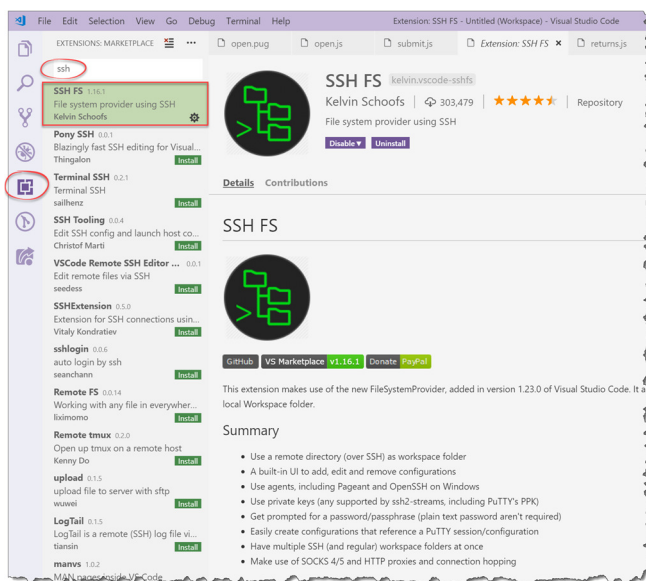 File Edit Selection View Go Debug Terminal Help Extension: SSH FS - Untitled (Workspace) - Visual Studio Code
EXTENSIONS: MARKETPLACE
open.pug open.js submit.js Extension: SSH FS × returns.js
ssh
SSH FS 1.16.1
File system provider using SSH
Kelvin Schoofs
Pony SSH 0.0.1
Blazingly fast SSH editing for Visual...
Thingalon Install
Terminal SSH 0.2.1
Terminal SSH
sailhenz Install
SSH Tooling 0.0.4
Edit SSH config and launch host co...
Christof Marti Install
VSCode Remote SSH Editor ... 0.0.1
Edit remote files via SSH
seedess Install
SSHExtension 0.5.0
Extension for SSH connections usin...
Vitaly Kondratiev Install
sshlogin 0.0.6
auto login by ssh
seanchann Install
Remote FS 0.0.14
Working with any file in everywher...
liximomo Install
Remote tmux 0.2.0
Open up tmux on a remote host
Kenny Do Install
upload 0.1.5
upload file to server with sftp
wuwei Install
LogTail 0.1.5
LogTail is a remote (SSH) log file vi...
tiansin Install
manvs 1.0.2
MAN pages inside VS Code
SSH FS kelvin.vscode-sshfs
Kelvin Schoofs 303,479 Repository
File system provider using SSH
Disable Uninstall
Details Contributions
SSH FS
GitHub VS Marketplace v1.16.1 Donate PayPal
This extension makes use of the new FileSystemProvider, added in version 1.23.0 of Visual Studio Code. It a
local Workspace folder.
Summary
• Use a remote directory (over SSH) as workspace folder
• A built-in UI to add, edit and remove configurations
• Use agents, including Pageant and OpenSSH on Windows
• Use private keys (any supported by ssh2-streams, including PuTTY's PPK)
• Get prompted for a password/passphrase (plain text password aren't required)
• Easily create configurations that reference a PuTTY session/configuration
• Have multiple SSH (and regular) workspace folders at once
• Make use of SOCKS 4/5 and HTTP proxies and connection hopping